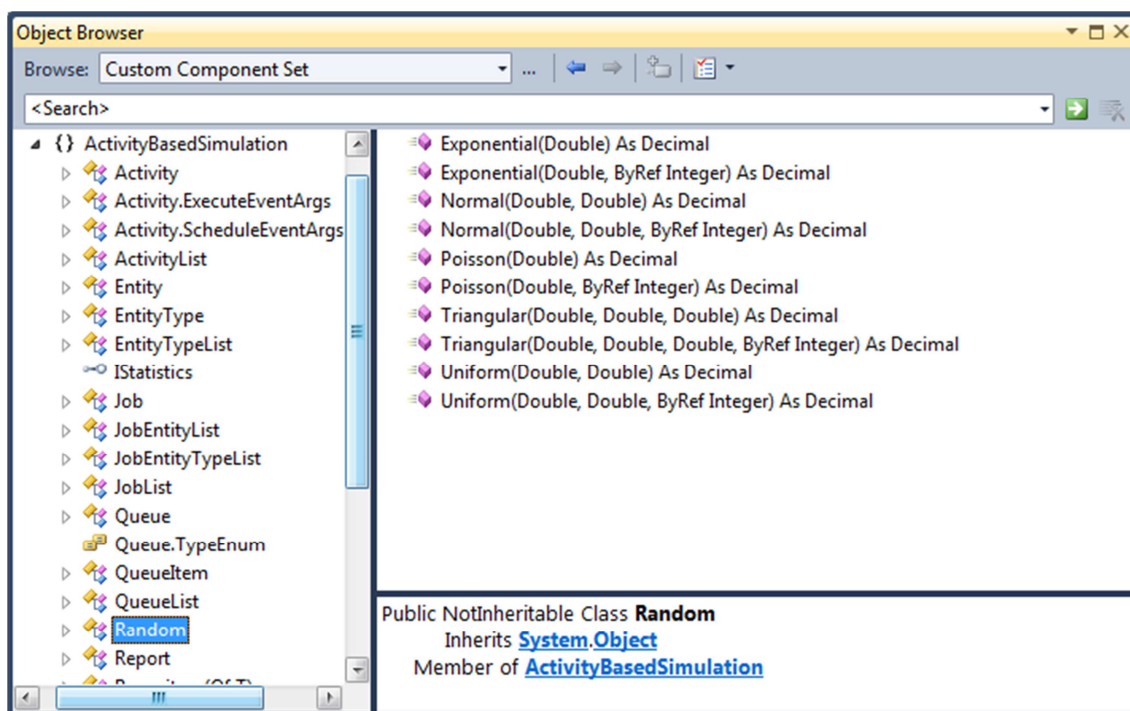 Object Browser
Browse: Custom Component Set ...
<Search>
{} ActivityBasedSimulation
Activity
Activity.ExecuteEventArgs
Activity.ScheduleEventArgs
ActivityList
Entity
EntityType
EntityTypeList
IStatistics
Job
JobEntityList
JobEntityTypeList
JobList
Queue
Queue.TypeEnum
QueueItem
QueueList
Random
Report
Exponential(Double) As Decimal
Exponential(Double, ByRef Integer) As Decimal
Normal(Double, Double) As Decimal
Normal(Double, Double, ByRef Integer) As Decimal
Poisson(Double) As Decimal
Poisson(Double, ByRef Integer) As Decimal
Triangular(Double, Double, Double) As Decimal
Triangular(Double, Double, Double, ByRef Integer) As Decimal
Uniform(Double, Double) As Decimal
Uniform(Double, Double, ByRef Integer) As Decimal
Public NotInheritable Class Random
Inherits System.Object
Member of ActivityBasedSimulation